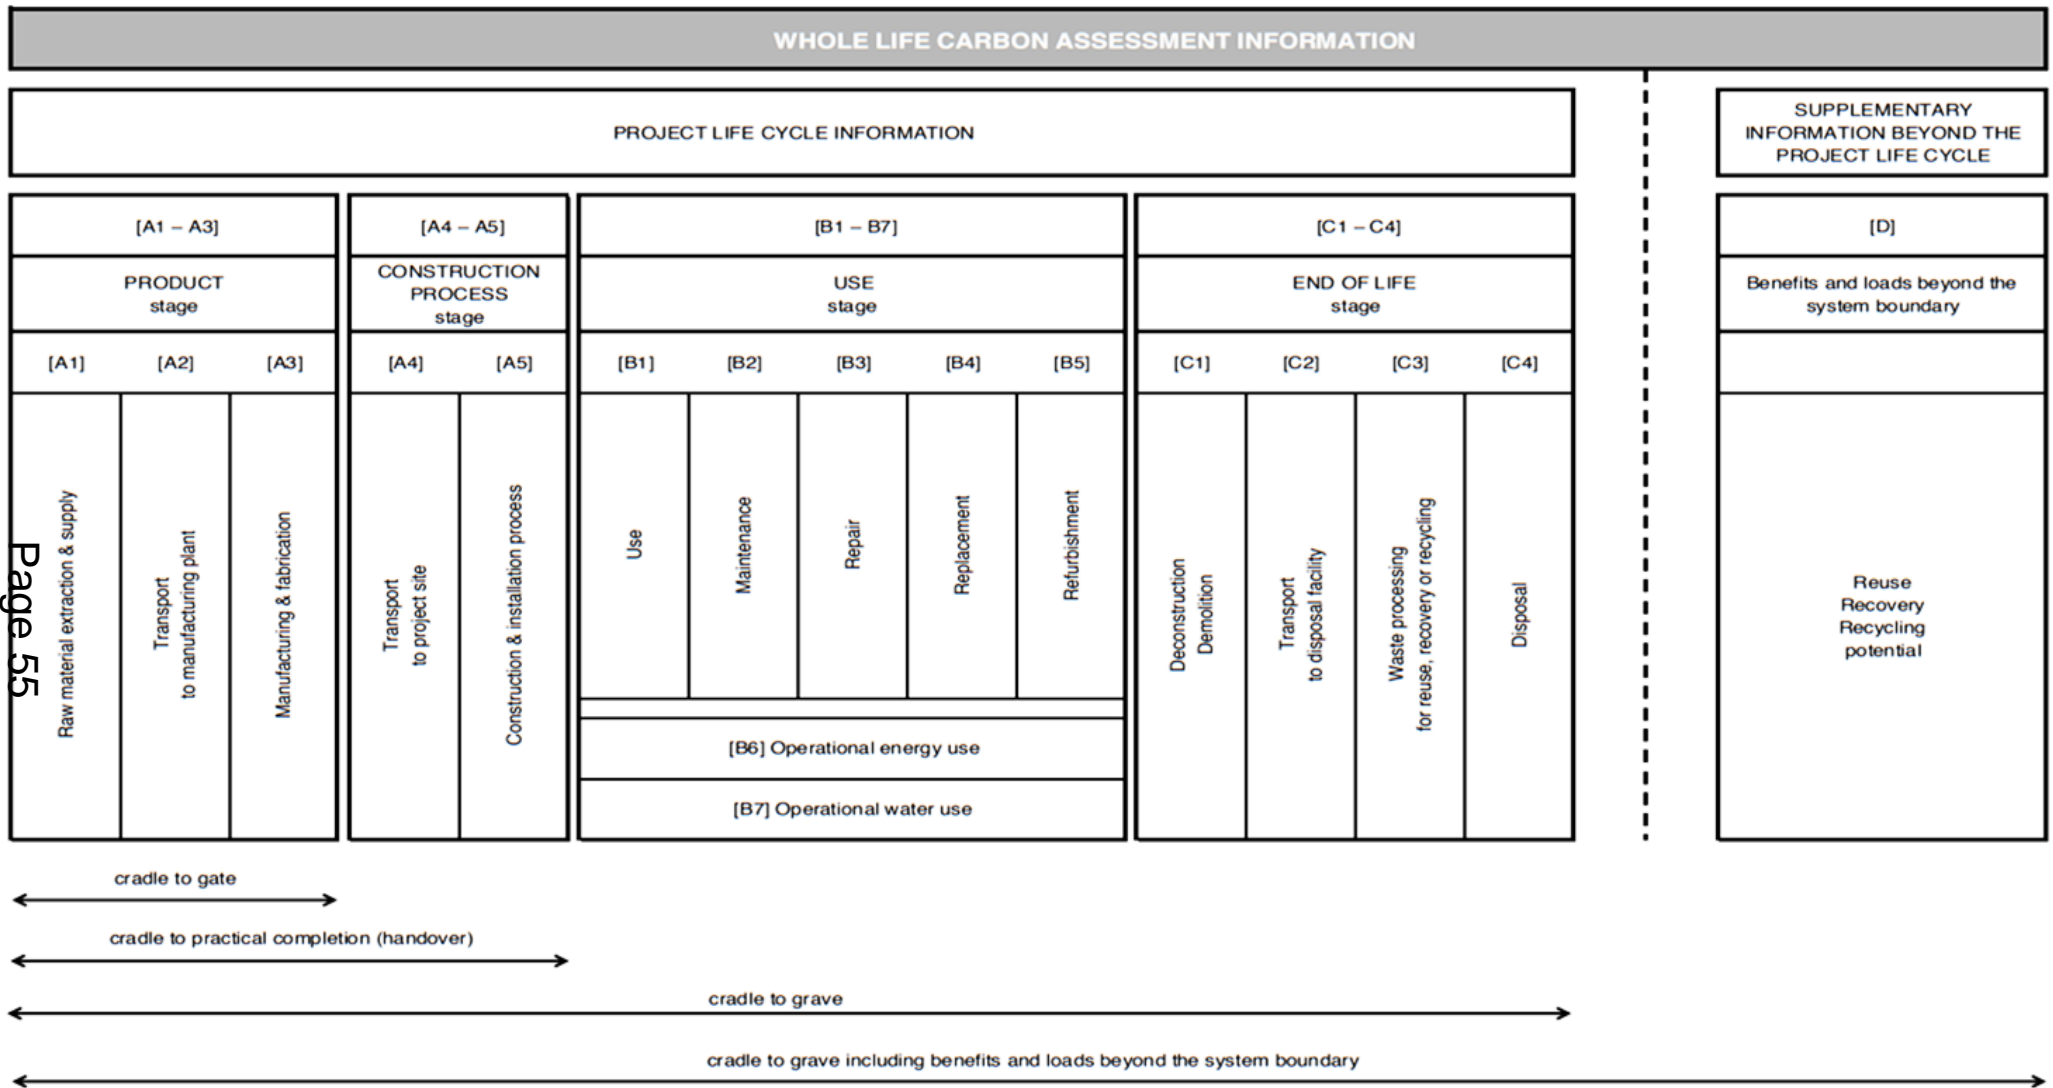 WHOLE LIFE CARBON ASSESSMENT INFORMATION
PROJECT LIFE CYCLE INFORMATION
SUPPLEMENTARY
INFORMATION BEYOND THE
PROJECT LIFE CYCLE
[A1 – A3]
PRODUCT
stage
[A1]
[A2]
[A3]
Raw material extraction & supply
Transport
to manufacturing plant
Manufacturing & fabrication
[A4 – A5]
CONSTRUCTION
PROCESS
stage
[A4]
[A5]
Transport
to project site
Construction & installation process
[B1 – B7]
USE
stage
[B1]
[B2]
[B3]
[B4]
[B5]
Use
Maintenance
Repair
Replacement
Refurbishment
[B6] Operational energy use
[B7] Operational water use
[C1 – C4]
END OF LIFE
stage
[C1]
[C2]
[C3]
[C4]
Deconstruction
Demolition
Transport
to disposal facility
Waste processing
for reuse, recovery or recycling
Disposal
[D]
Benefits and loads beyond the
system boundary
Reuse
Recovery
Recycling
potential
Page 55
cradle to gate
cradle to practical completion (handover)
cradle to grave
cradle to grave including benefits and loads beyond the system boundary